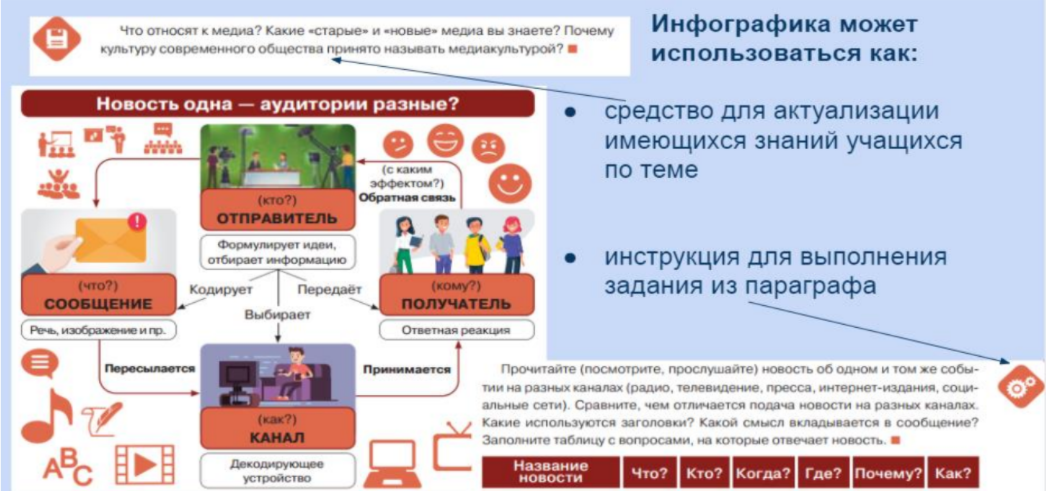 Что относят к медиа? Какие «старые» и «новые» медиа вы знаете? Почему
культуру современного общества принято называть медиакультурой?
Инфографика может
использоваться как:
● средство для актуализации
имеющихся знаний учащихся
по теме
● инструкция для выполнения
задания из параграфа
Новость одна — аудитории разные?
(кто?)
ОТПРАВИТЕЛЬ
Формулирует идеи,
отбирает информацию
(с каким
эффектом?)
Обратная связь
(что?)
СООБЩЕНИЕ
Речь, изображение и пр.
Кодирует
Выбирает
Передаёт
(кому?)
ПОЛУЧАТЕЛЬ
Ответная реакция
Пересылается
Принимается
(как?)
КАНАЛ
Декодирующее
устройство
ABC
Прочитайте (посмотрите, прослушайте) новость об одном и том же собы-
тии на разных каналах (радио, телевидение, пресса, интернет-издания, соци-
альные сети). Сравните, чем отличается подача новости на разных каналах.
Какие используются заголовки? Какой смысл вкладывается в сообщение?
Заполните таблицу с вопросами, на которые отвечает новость.
Название
новости
Что?
Кто?
Когда?
Где?
Почему?
Как?